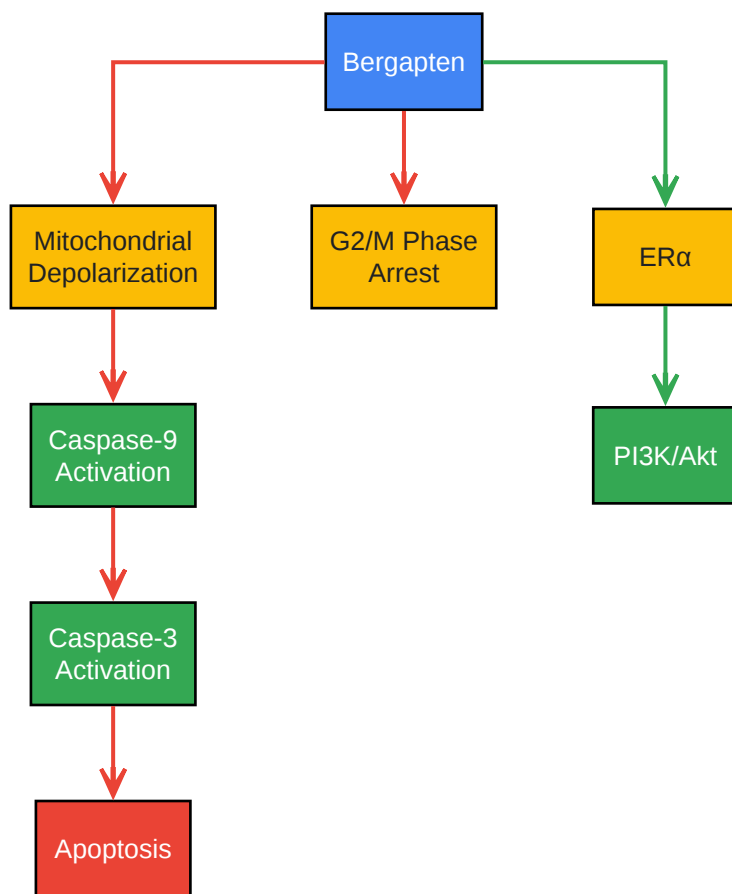 Bergapten
Mitochondrial
Depolarization
G2/M Phase
Arrest
ERα
Caspase-9
Activation
PI3K/Akt
Caspase-3
Activation
Apoptosis